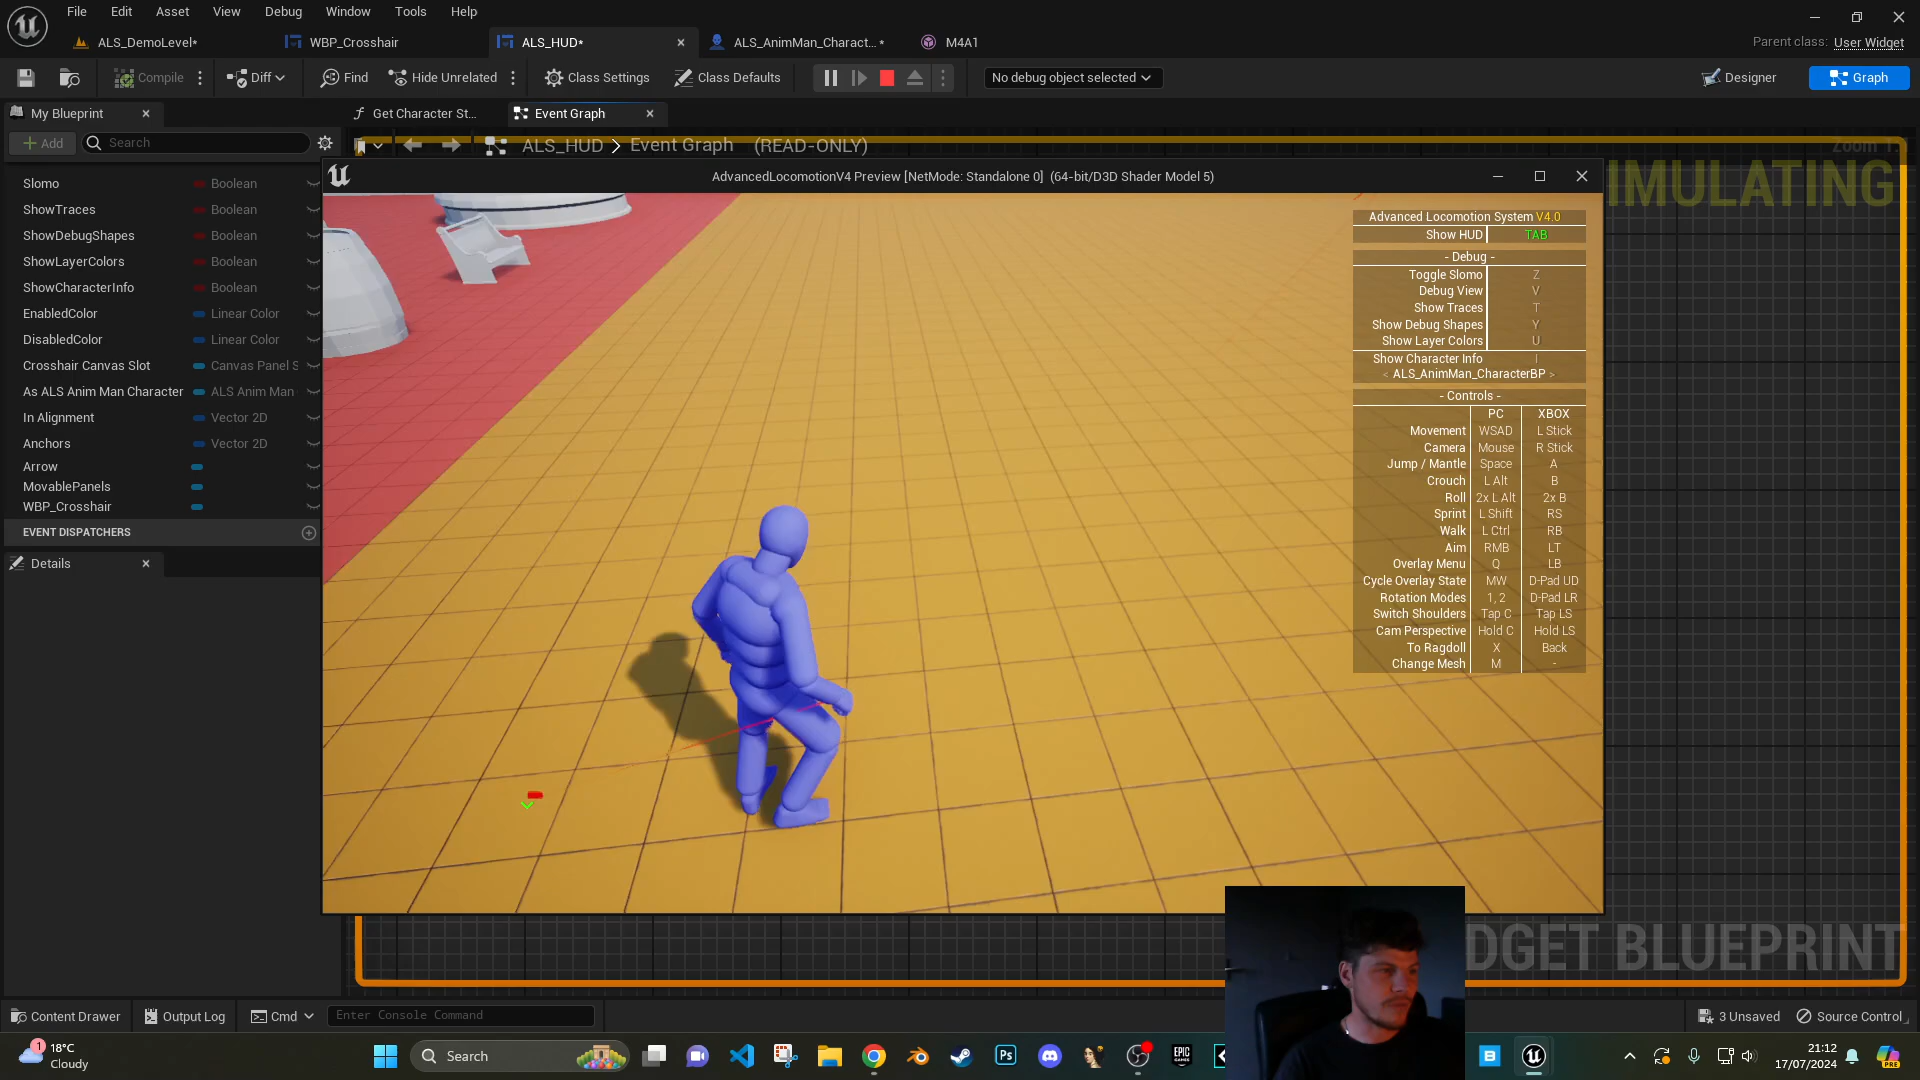 File Edit Asset View Debug Window Tools Help
ALS_DemoLevel* WBP_Crosshair ALS_HUD* ALS_AnimMan_Charact...* M4A1
Parent class: User Widget
Compile Diff Find Hide Unrelated Class Settings Class Defaults No debug object selected Designer Graph
My Blueprint Get Character St... Event Graph
Add Search
ALS_HUD > Event Graph (READ-ONLY)
Zoom 1:
IMULATING
AdvancedLocomotionV4 Preview [NetMode: Standalone 0] (64-bit/D3D Shader Model 5)
Slomo Boolean
ShowTraces Boolean
ShowDebugShapes Boolean
ShowLayerColors Boolean
ShowCharacterInfo Boolean
EnabledColor Linear Color
DisabledColor Linear Color
Crosshair Canvas Slot Canvas Panel S
As ALS Anim Man Character ALS Anim Man
In Alignment Vector 2D
Anchors Vector 2D
Arrow
MovablePanels
WBP_Crosshair
EVENT DISPATCHERS
Details
Advanced Locomotion System V4.0
Show HUD TAB
- Debug -
Toggle Slomo Z
Debug View V
Show Traces T
Show Debug Shapes Y
Show Layer Colors U
Show Character Info I
< ALS_AnimMan_CharacterBP >
- Controls -
PC XBOX
Movement WSAD L Stick
Camera Mouse R Stick
Jump / Mantle Space A
Crouch L Alt B
Roll 2x L Alt 2x B
Sprint L Shift RS
Walk L Ctrl RB
Aim RMB LT
Overlay Menu Q LB
Cycle Overlay State MW D-Pad UD
Rotation Modes 1, 2 D-Pad LR
Switch Shoulders Tap C Tap LS
Cam Perspective Hold C Hold LS
To Ragdoll X Back
Change Mesh M -
DGET BLUEPRINT
Content Drawer Output Log Cmd Enter Console Command 3 Unsaved Source Control
1 18°C
Cloudy
Search
Ps
EPIC GAMES
PRE
21:12
17/07/2024